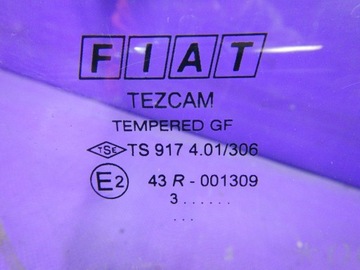 FIAT
TEZCAM
TEMPERED GF
TSE TS 917 4.01/306
E2 43 R - 001309
3 . . . . . .
. . .